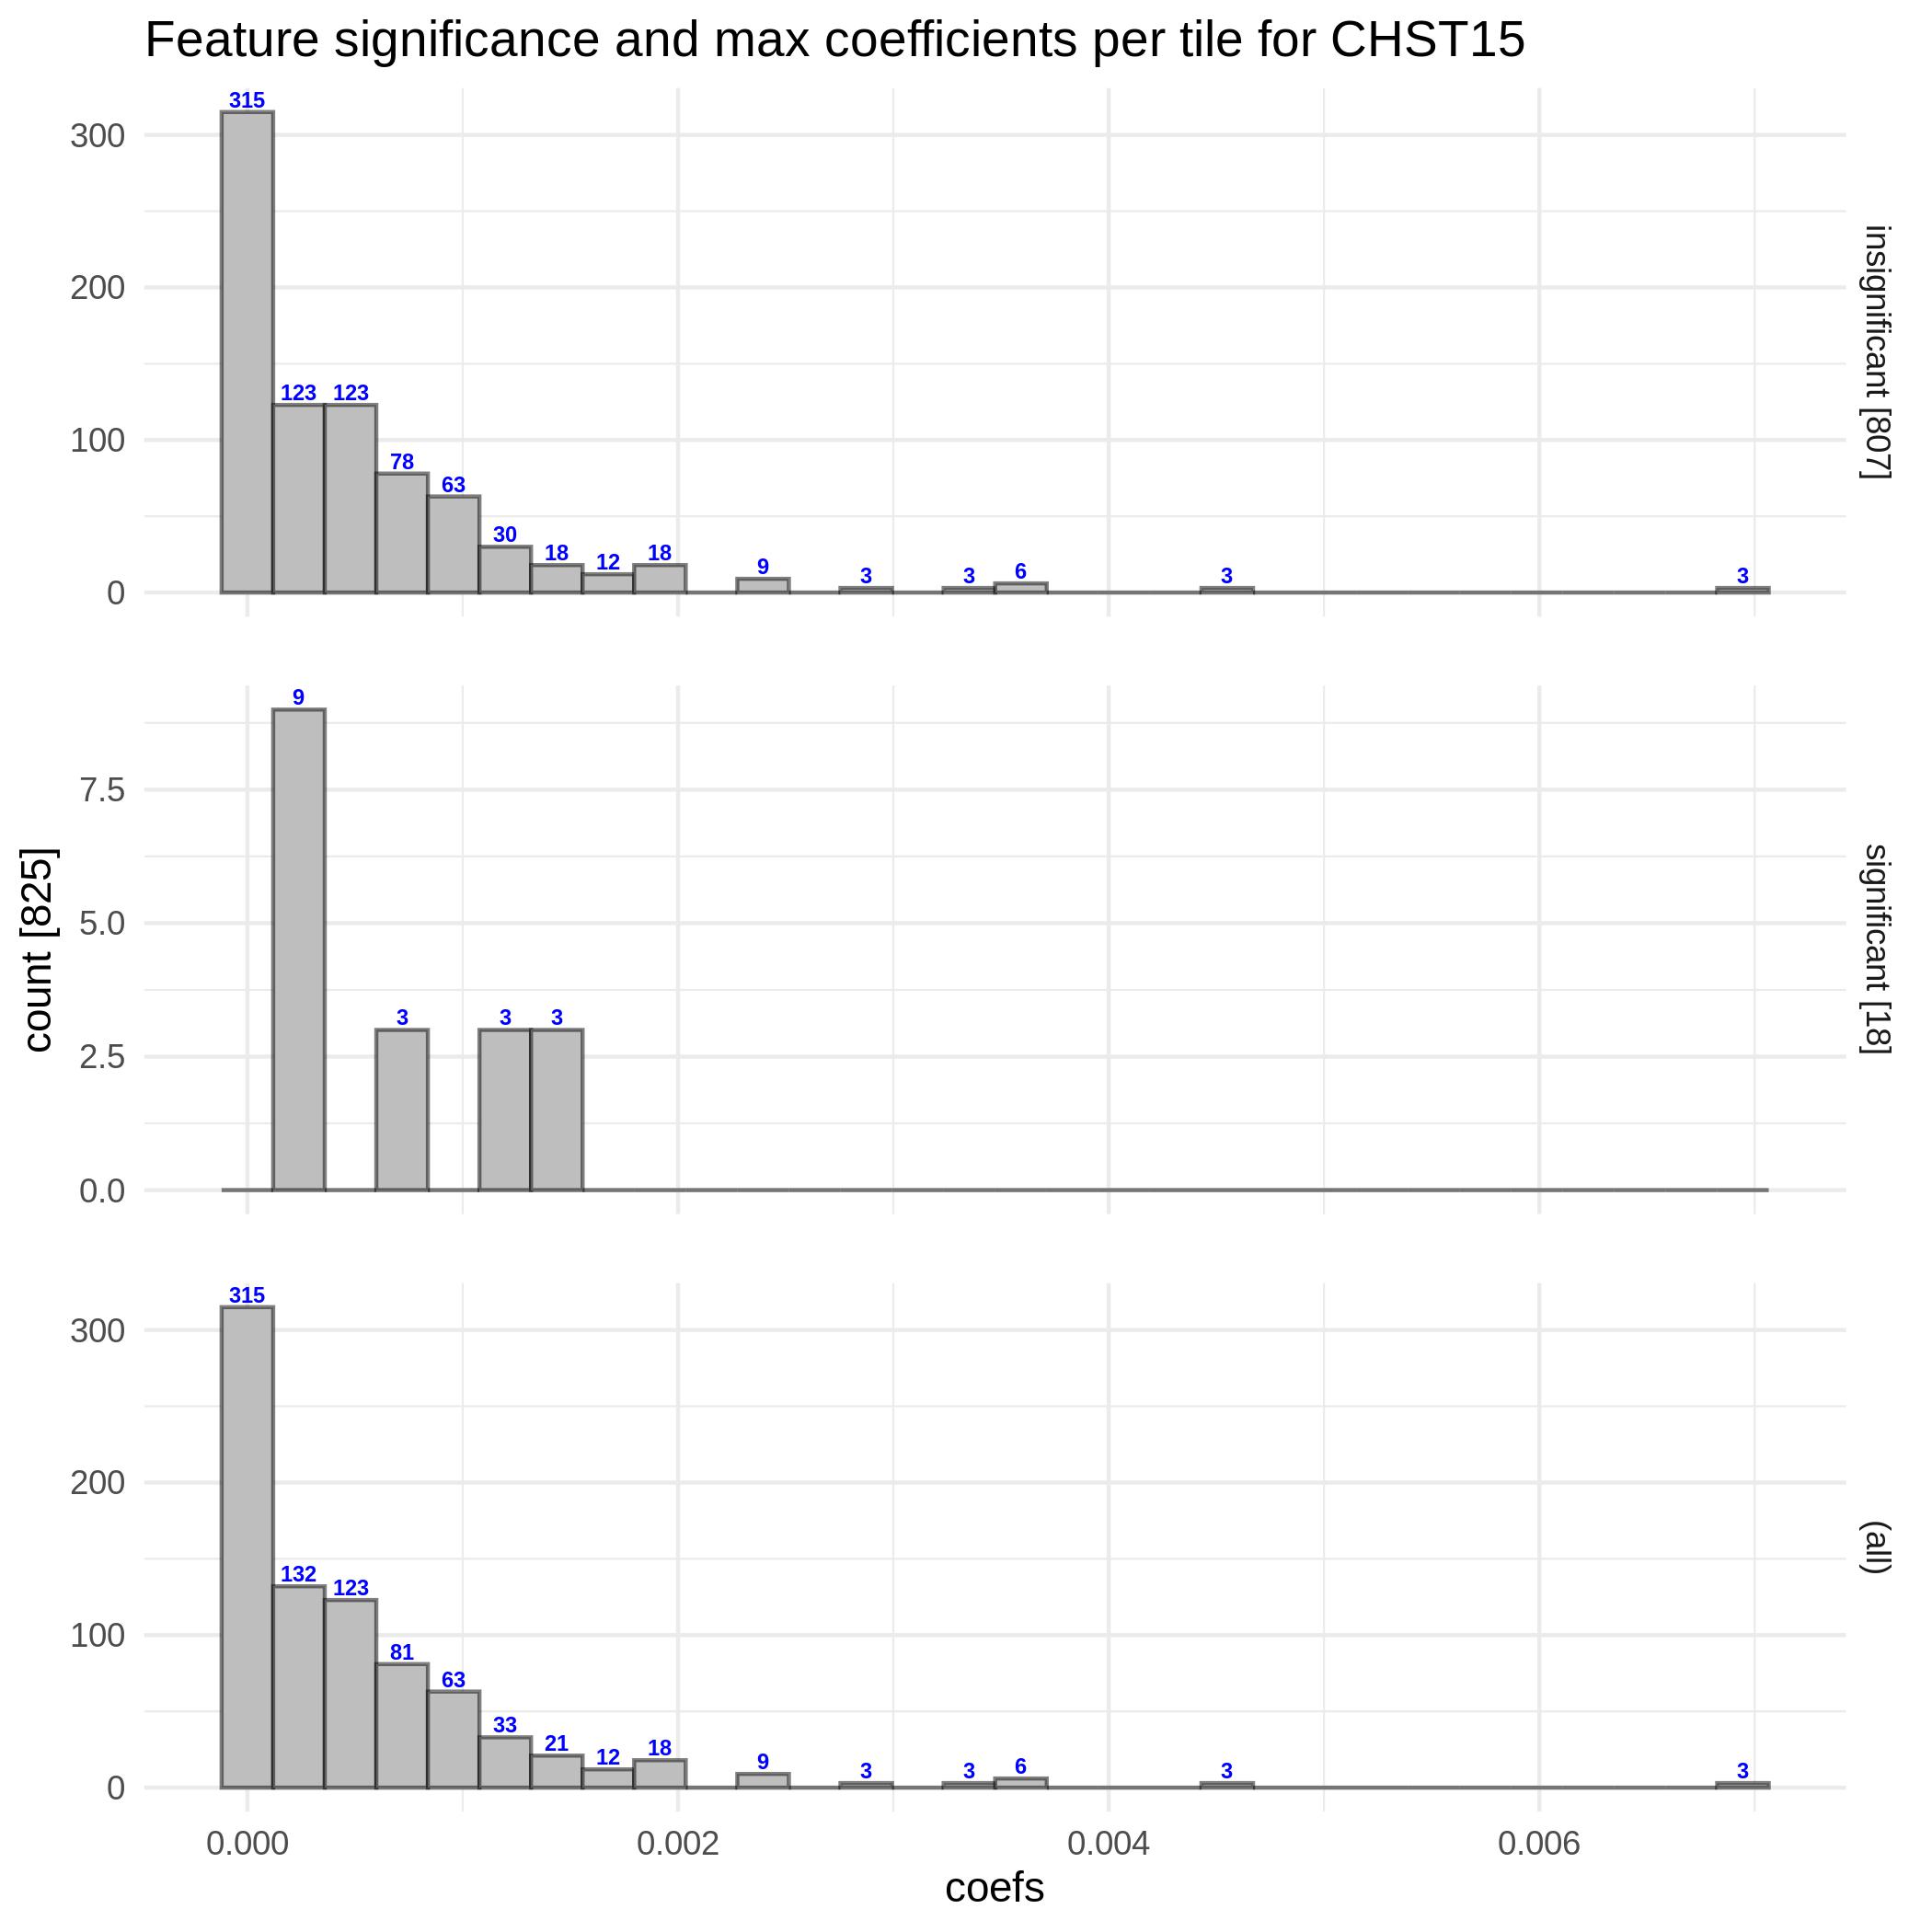 Feature significance and max coefficients per tile for CHST15
315
300
200
123 123
100
78
63
30
18 12 18
9
3 3 6
3
3
0
insignificant [807]
count [825]
9
7.5
5.0
3 3 3
2.5
0.0
significant [18]
315
300
200
132 123
100
81
63
33
21 12 18
9
3 3 6
3
3
0
(all)
0.000 0.002 0.004 0.006
coefs